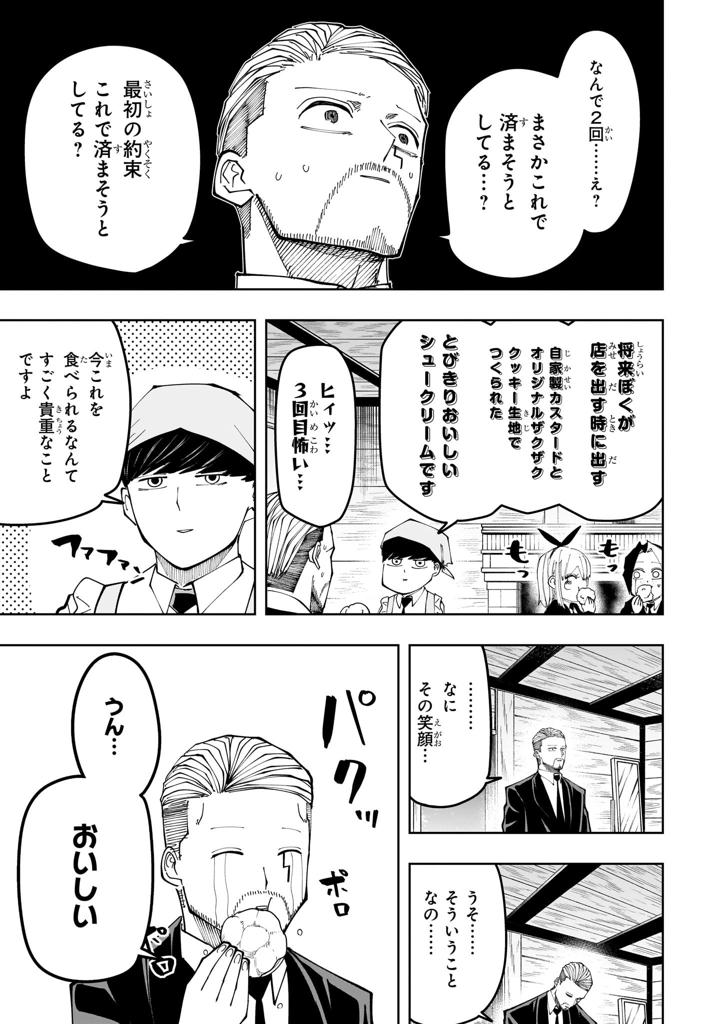 なんで2回……え?
まさかこれで
済まそうと
してる…?
最初の約束
これで済まそうと
してる?
将来ぼくが
店を出す時に出す
自家製カスタードと
オリジナルザクザク
クッキー生地で
つくられた
とびきりおいしい
シュークリームです
ヒィッ…
3回目怖い…
もっ
もっ
今これを
食べられるなんて
すごく貴重なこと
ですよ
ファファファン
………
なに
その笑顔……
うそ……
そういうこと
なの……
パクッ
うん…
おいしい
ポロ
ポロ